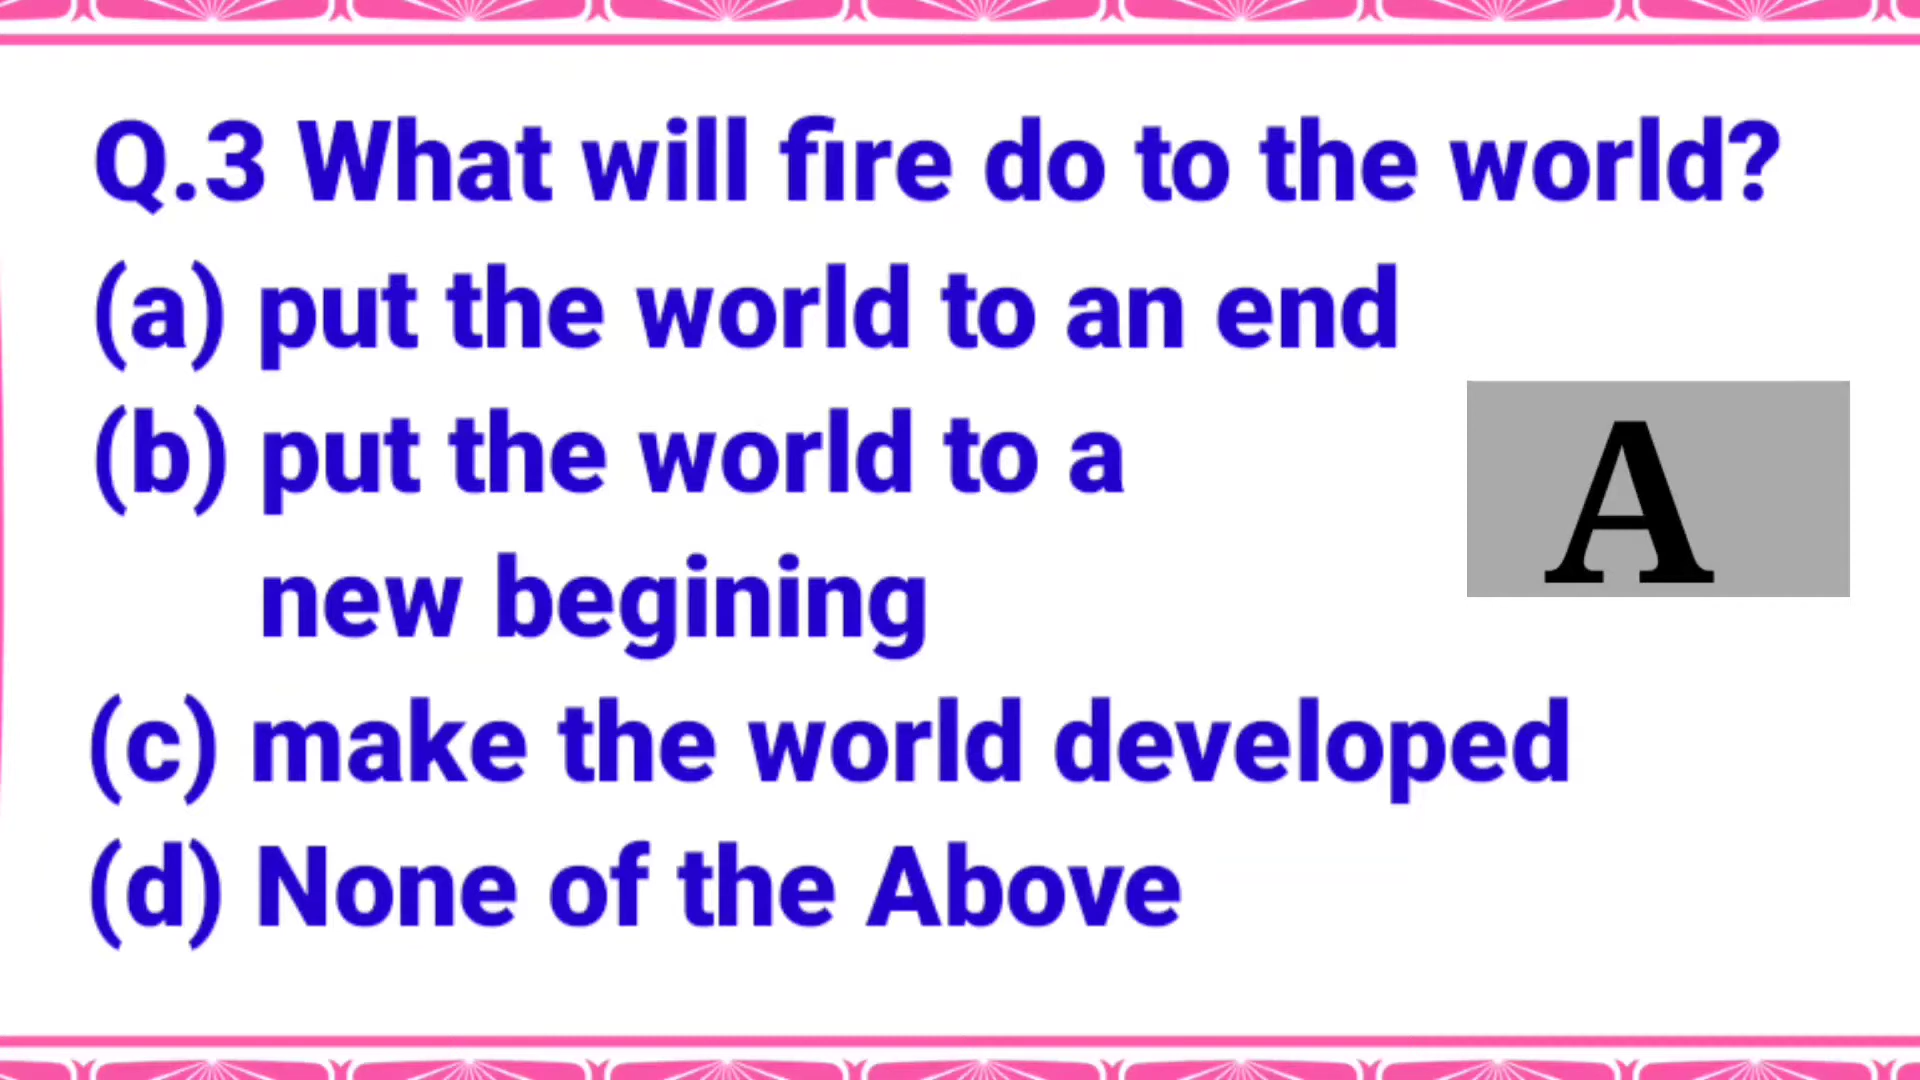 Q.3 What will fire do to the world?
(a) put the world to an end
(b) put the world to a
new begining
A
(c) make the world developed
(d) None of the Above